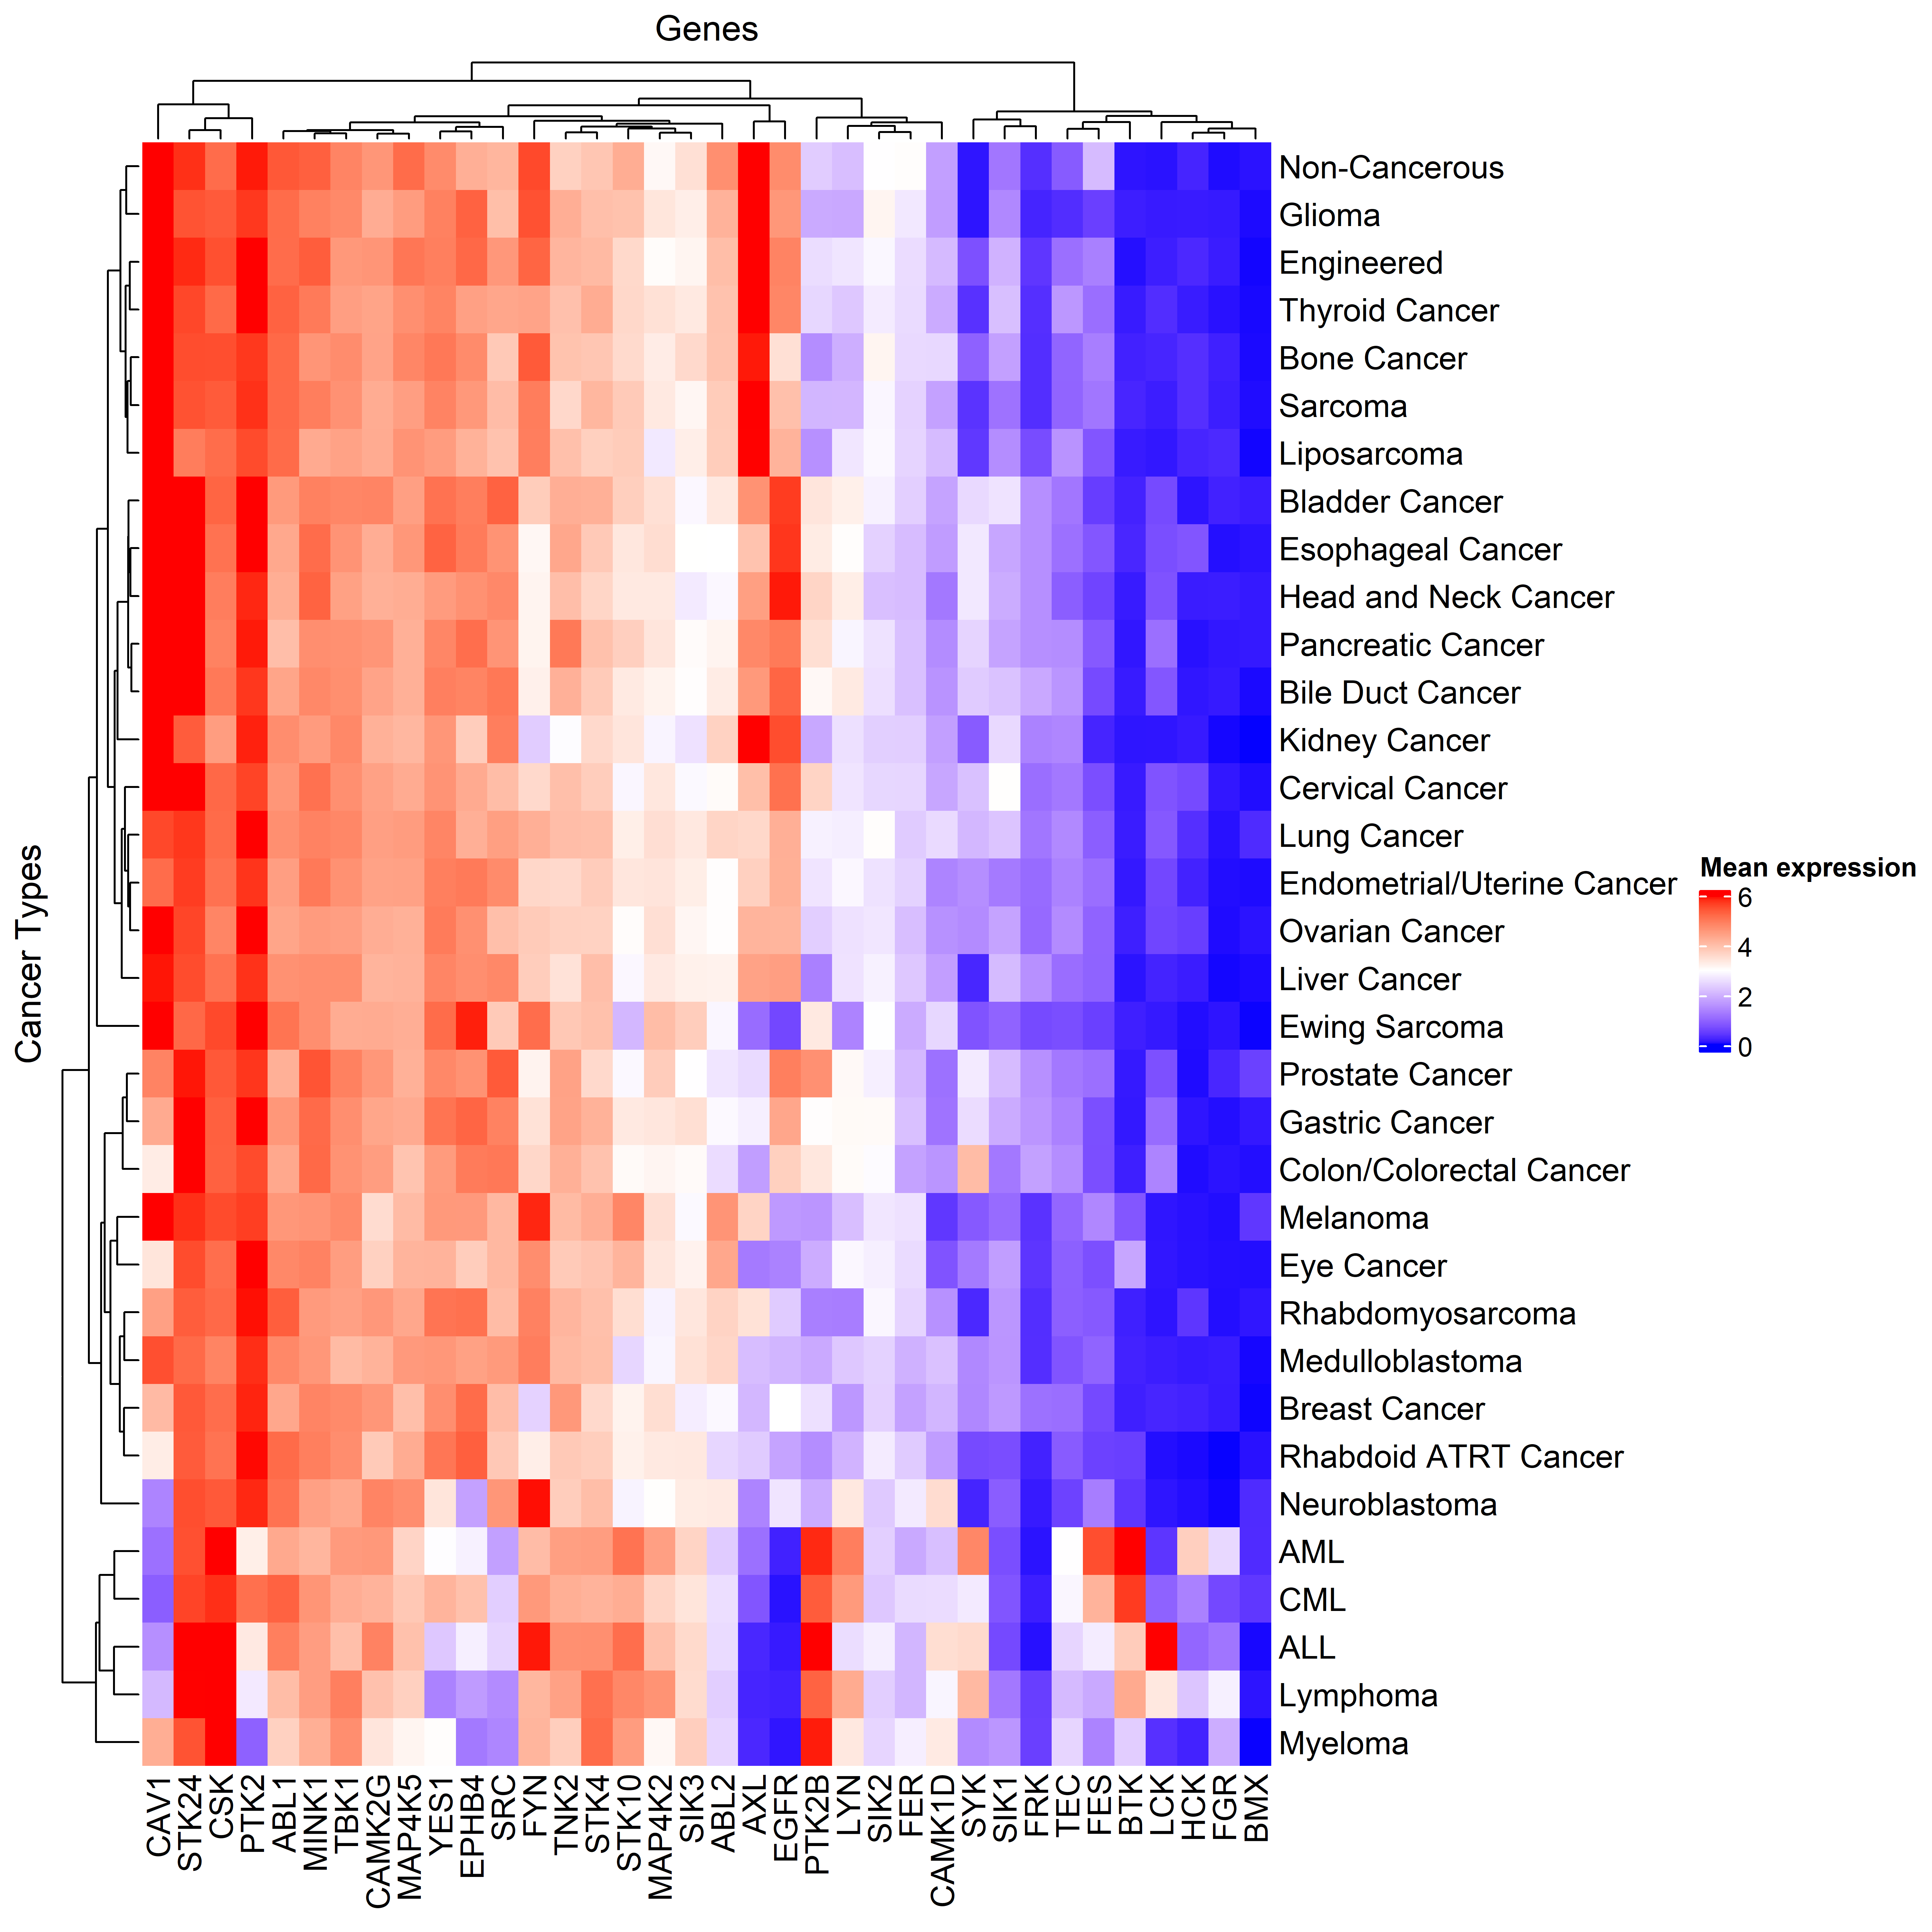 Genes
Non-Cancerous
Glioma
Engineered
Thyroid Cancer
Bone Cancer
Sarcoma
Liposarcoma
Bladder Cancer
Esophageal Cancer
Head and Neck Cancer
Pancreatic Cancer
Bile Duct Cancer
Kidney Cancer
Cervical Cancer
Lung Cancer
Endometrial/Uterine Cancer
Ovarian Cancer
Liver Cancer
Ewing Sarcoma
Prostate Cancer
Gastric Cancer
Colon/Colorectal Cancer
Melanoma
Eye Cancer
Rhabdomyosarcoma
Medulloblastoma
Breast Cancer
Rhabdoid ATRT Cancer
Neuroblastoma
AML
CML
ALL
Lymphoma
Myeloma
Cancer Types
Mean expression
6
4
2
0
CAV1
STK24
CSK
PTK2
ABL1
MINK1
TBK1
CAMK2G
MAP4K5
YES1
EPHB4
SRC
FYN
TNK2
STK4
STK10
MAP4K2
SIK3
ABL2
AXL
EGFR
PTK2B
LYN
SIK2
FER
CAMK1D
SYK
SIK1
FRK
TEC
FES
BTK
LCK
HCK
FGR
BMX